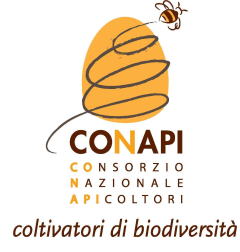 CONAPI
CONSORZIO
NAZIONALE
APICOLTORI
coltivatori di biodiversità